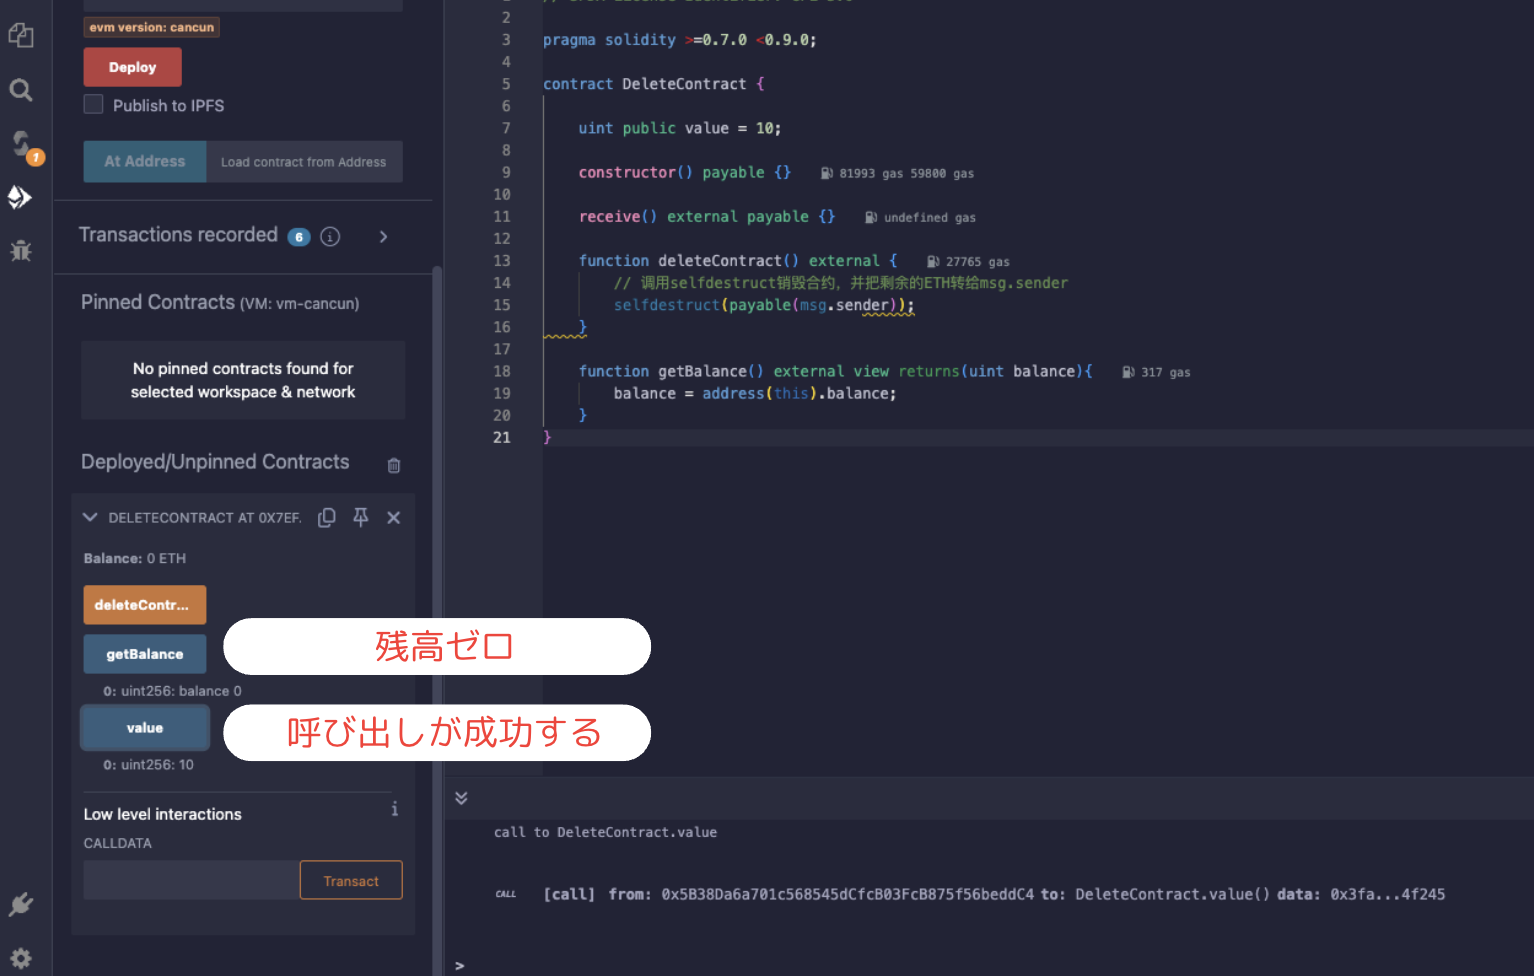 evm version: cancun
Deploy
Publish to IPFS
At Address
Load contract from Address
Transactions recorded 6 i
Pinned Contracts (VM: vm-cancun)
No pinned contracts found for
selected workspace & network
Deployed/Unpinned Contracts
DELETECONTRACT AT 0X7EF.
Balance: 0 ETH
deleteContr...
getBalance
残高ゼロ
0: uint256: balance 0
value
呼び出しが成功する
0: uint256: 10
Low level interactions
i
CALLDATA
Transact
1
2
3 pragma solidity >=0.7.0 <0.9.0;
4
5 contract DeleteContract {
6
7 uint public value = 10;
8
9 constructor() payable {} 81993 gas 59800 gas
10
11 receive() external payable {} undefined gas
12
13 function deleteContract() external { 27765 gas
14 // 调用selfdestruct销毁合约，并把剩余的ETH转给msg.sender
15 selfdestruct(payable(msg.sender));
16 }
17
18 function getBalance() external view returns(uint balance){ 317 gas
19 balance = address(this).balance;
20 }
21 }
call to DeleteContract.value
CALL [call] from: 0x5B38Da6a701c568545dCfcB03FcB875f56beddC4 to: DeleteContract.value() data: 0x3fa...4f245
>